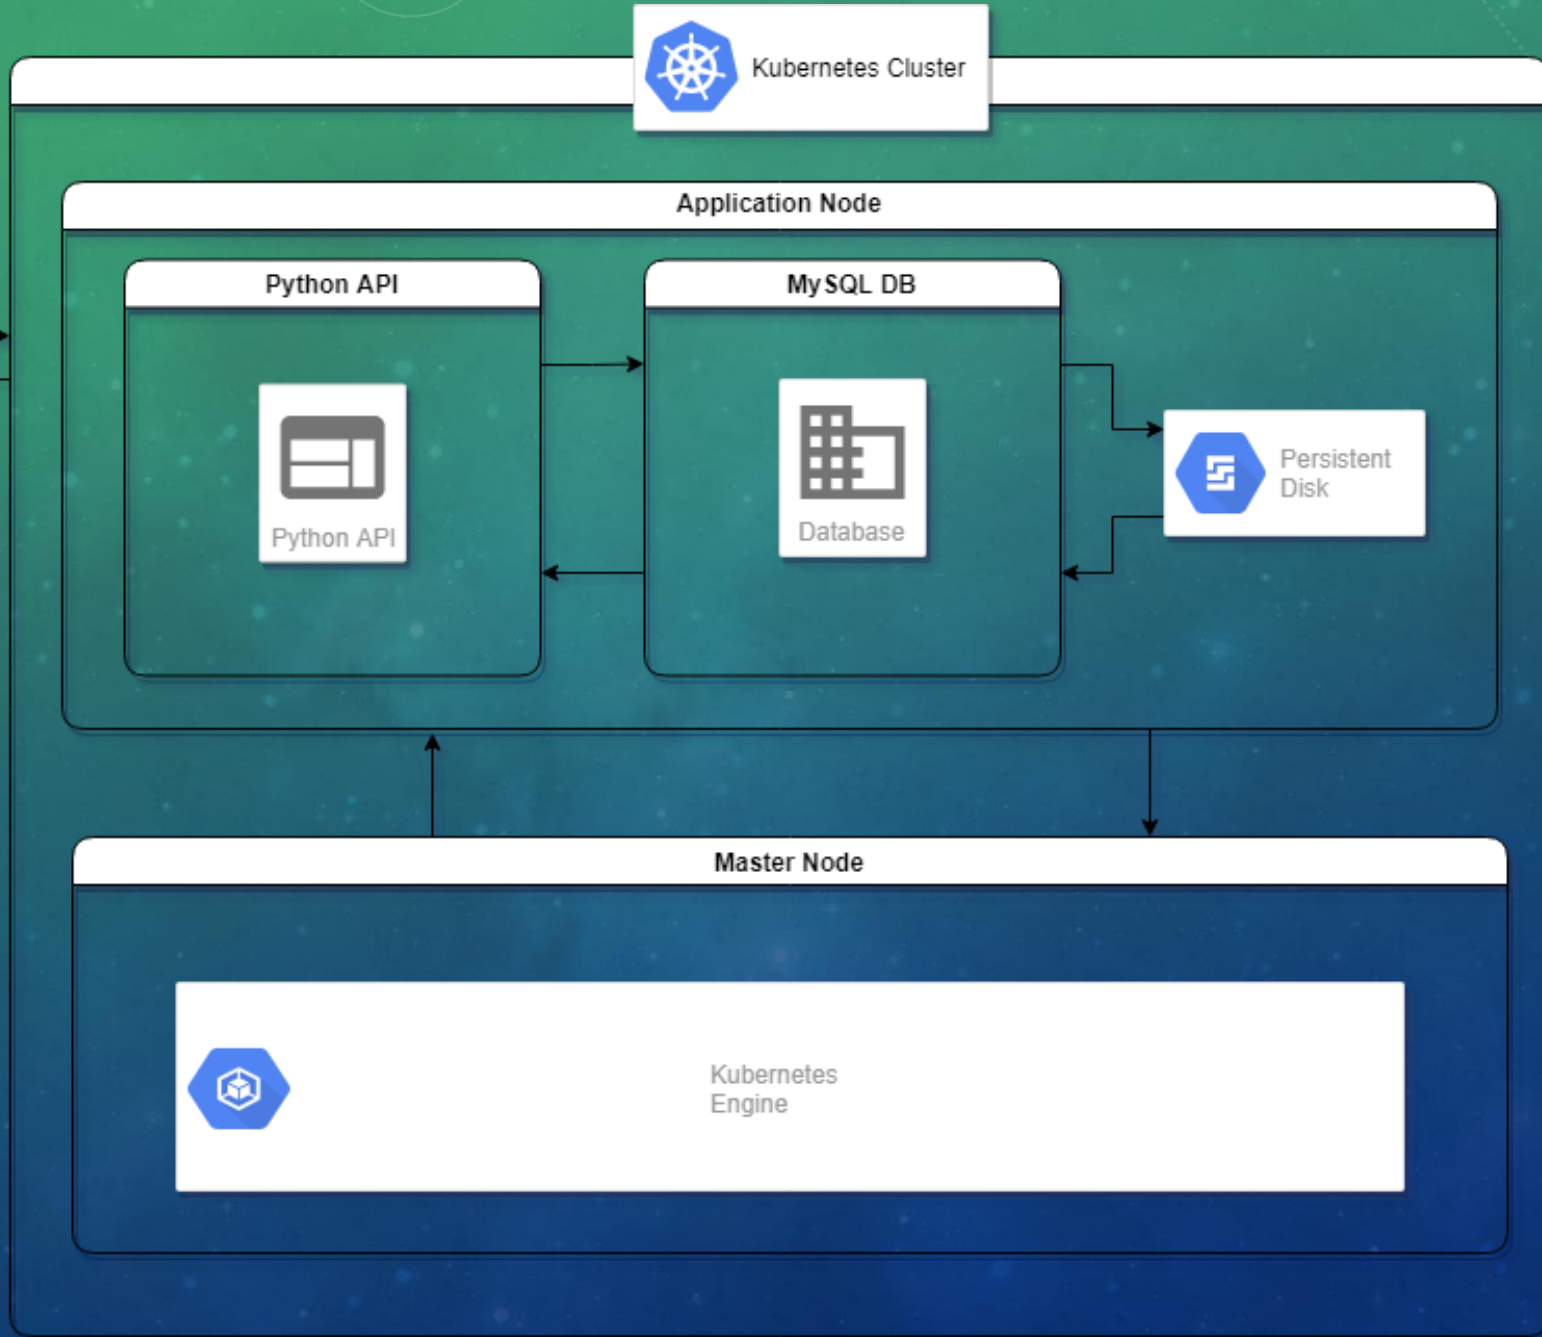 Kubernetes Cluster
Application Node
Python API
MySQL DB
Python API
Database
Persistent
Disk
Master Node
Kubernetes
Engine